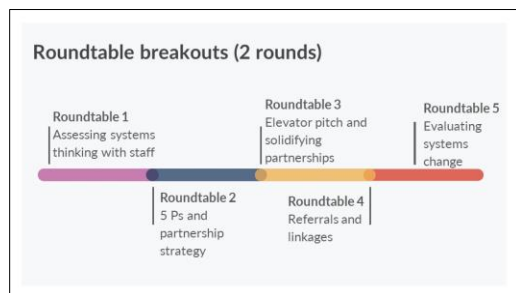 Roundtable breakouts (2 rounds)
Roundtable 1
Assessing systems
thinking with staff
Roundtable 2
5 Ps and
partnership
strategy
Roundtable 3
Elevator pitch and
solidifying
partnerships
Roundtable 4
Referrals and
linkages
Roundtable 5
Evaluating
systems
change